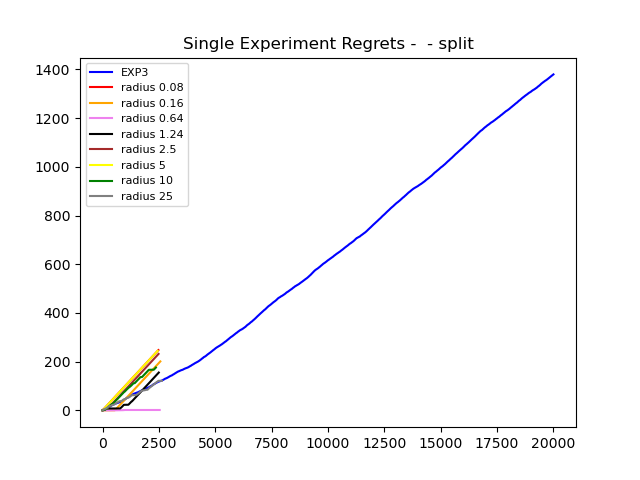 Single Experiment Regrets -  - split
EXP3
radius 0.08
radius 0.16
radius 0.64
radius 1.24
radius 2.5
radius 5
radius 10
radius 25
1400
1200
1000
800
600
400
200
0
0 2500 5000 7500 10000 12500 15000 17500 20000